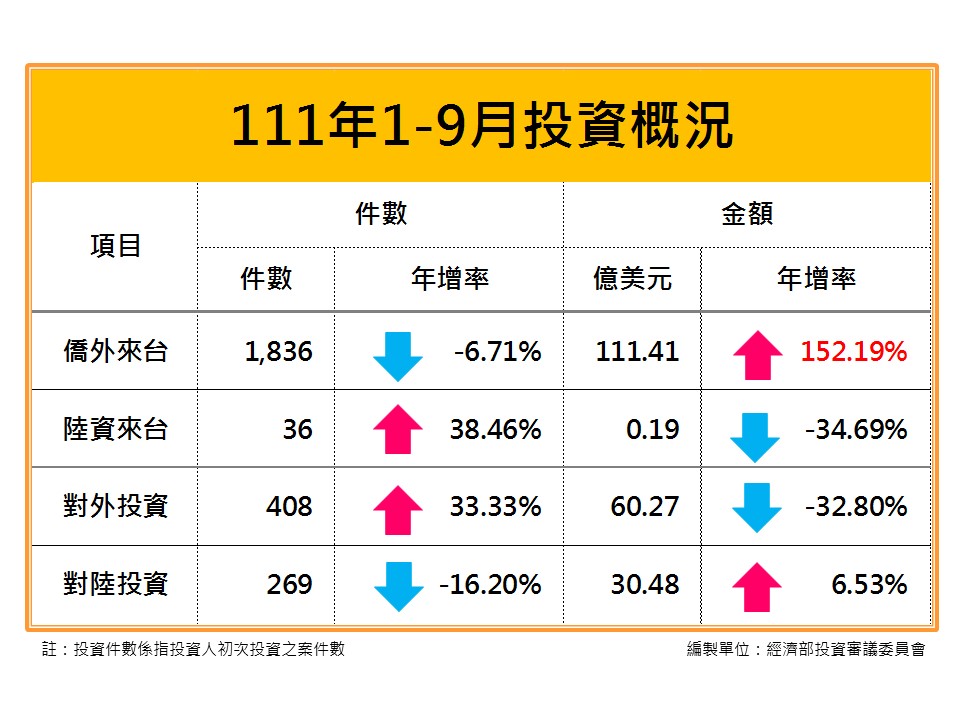 111年1-9月投資概況
項目 件數 金額
件數 年增率 億美元 年增率
僑外來台 1,836 -6.71% 111.41 152.19%
陸資來台 36 38.46% 0.19 -34.69%
對外投資 408 33.33% 60.27 -32.80%
對陸投資 269 -16.20% 30.48 6.53%
註：投資件數係指投資人初次投資之案件數 編製單位：經濟部投資審議委員會